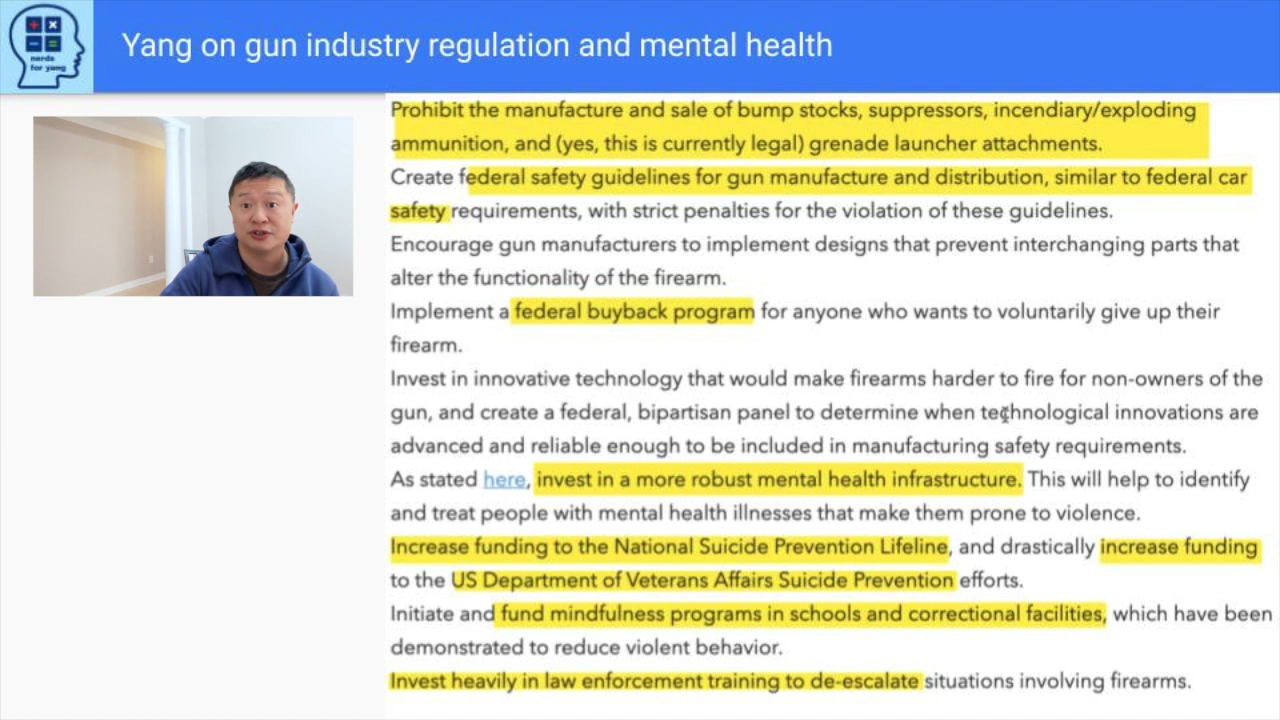 nerds
for yang
Yang on gun industry regulation and mental health
Prohibit the manufacture and sale of bump stocks, suppressors, incendiary/exploding
ammunition, and (yes, this is currently legal) grenade launcher attachments.
Create federal safety guidelines for gun manufacture and distribution, similar to federal car
safety requirements, with strict penalties for the violation of these guidelines.
Encourage gun manufacturers to implement designs that prevent interchanging parts that
alter the functionality of the firearm.
Implement a federal buyback program for anyone who wants to voluntarily give up their
firearm.
Invest in innovative technology that would make firearms harder to fire for non-owners of the
gun, and create a federal, bipartisan panel to determine when technological innovations are
advanced and reliable enough to be included in manufacturing safety requirements.
As stated here, invest in a more robust mental health infrastructure. This will help to identify
and treat people with mental health illnesses that make them prone to violence.
Increase funding to the National Suicide Prevention Lifeline, and drastically increase funding
to the US Department of Veterans Affairs Suicide Prevention efforts.
Initiate and fund mindfulness programs in schools and correctional facilities, which have been
demonstrated to reduce violent behavior.
Invest heavily in law enforcement training to de-escalate situations involving firearms.